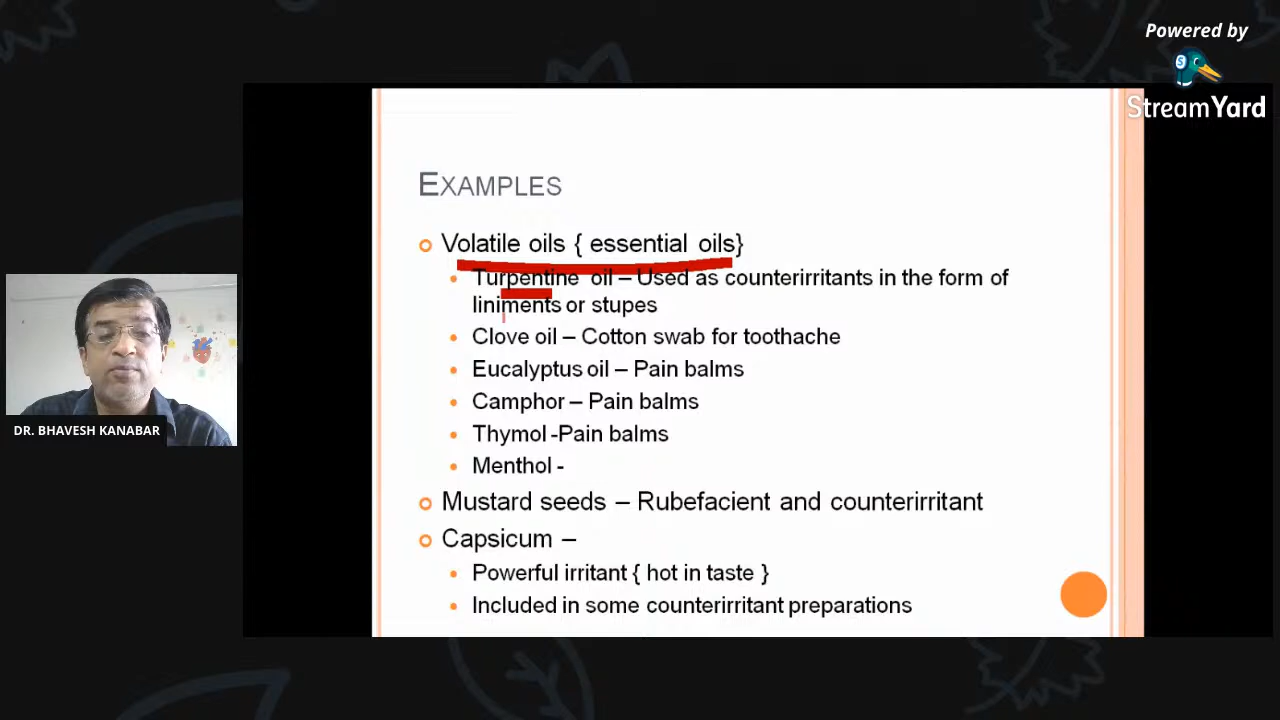 Powered by
StreamYard
EXAMPLES
Volatile oils { essential oils}
Turpentine oil – Used as counterirritants in the form of
liniments or stupes
Clove oil – Cotton swab for toothache
Eucalyptus oil – Pain balms
Camphor – Pain balms
Thymol -Pain balms
Menthol -
Mustard seeds – Rubefacient and counterirritant
Capsicum –
Powerful irritant { hot in taste }
Included in some counterirritant preparations
DR. BHAVESH KANABAR